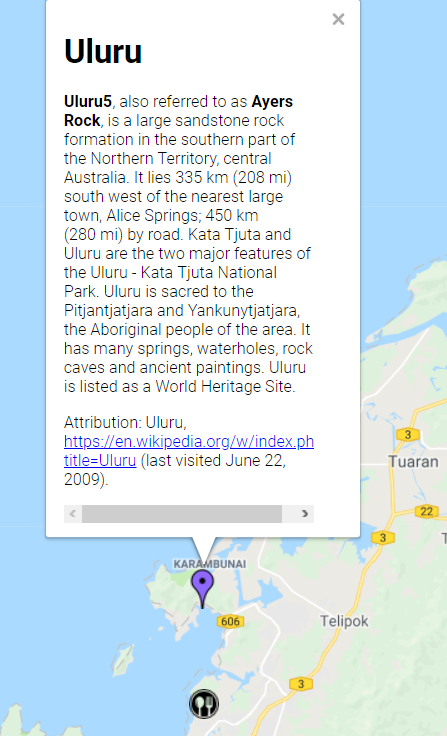 Uluru
Uluru5, also referred to as Ayers
Rock, is a large sandstone rock
formation in the southern part of
the Northern Territory, central
Australia. It lies 335 km (208 mi)
south west of the nearest large
town, Alice Springs; 450 km
(280 mi) by road. Kata Tjuta and
Uluru are the two major features of
the Uluru - Kata Tjuta National
Park. Uluru is sacred to the
Pitjantjatjara and Yankunytjatjara,
the Aboriginal people of the area. It
has many springs, waterholes, rock
caves and ancient paintings. Uluru
is listed as a World Heritage Site.
Attribution: Uluru,
https://en.wikipedia.org/w/index.ph
title=Uluru (last visited June 22,
2009).
3
Tuaran
22
3
KARAMBUNAI
606
Telipok
3